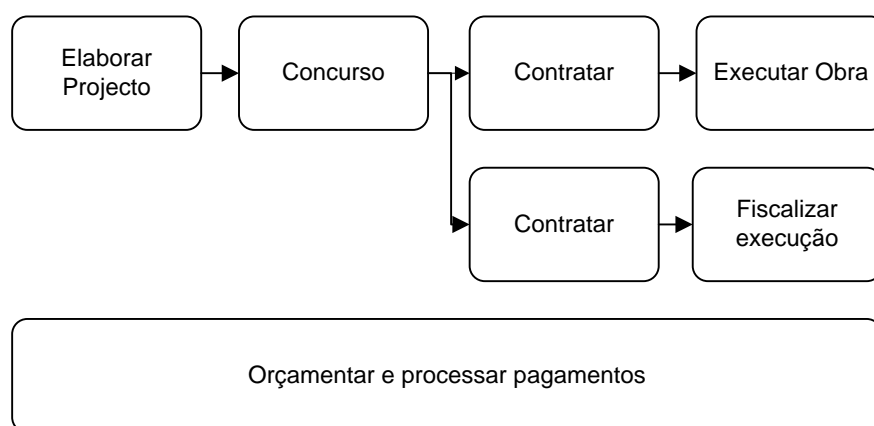 Elaborar
Projecto
Concurso
Contratar
Executar Obra
Contratar
Fiscalizar
execução
Orçamentar e processar pagamentos